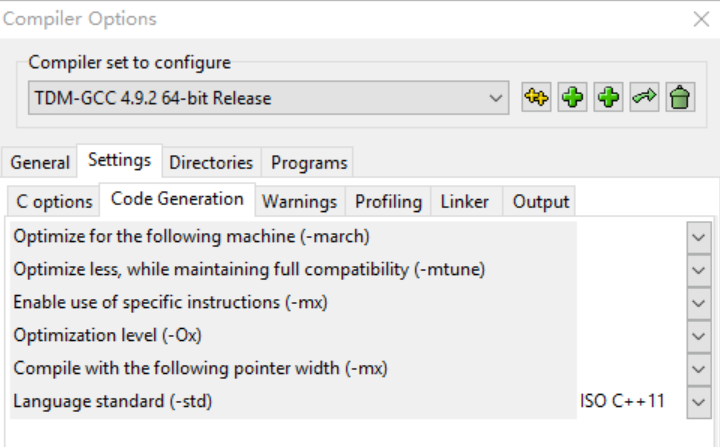 Compiler Options
Compiler set to configure
TDM-GCC 4.9.2 64-bit Release
General Settings Directories Programs
C options Code Generation Warnings Profiling Linker Output
Optimize for the following machine (-march)
Optimize less, while maintaining full compatibility (-mtune)
Enable use of specific instructions (-mx)
Optimization level (-Ox)
Compile with the following pointer width (-mx)
Language standard (-std) ISO C++11